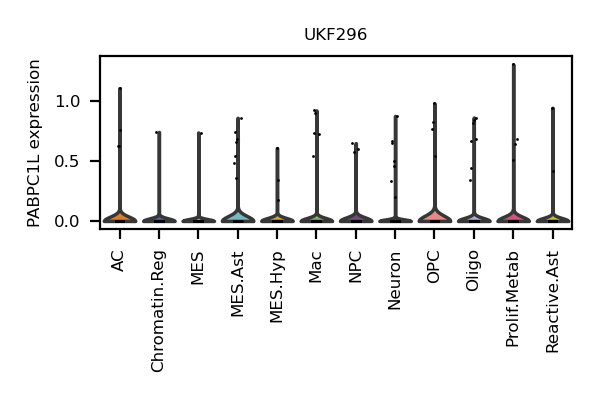 UKF296
PABPC1L expression
1.0
0.5
0.0
AC
Chromatin.Reg
MES
MES.Ast
MES.Hyp
Mac
NPC
Neuron
OPC
Oligo
Prolif.Metab
Reactive.Ast